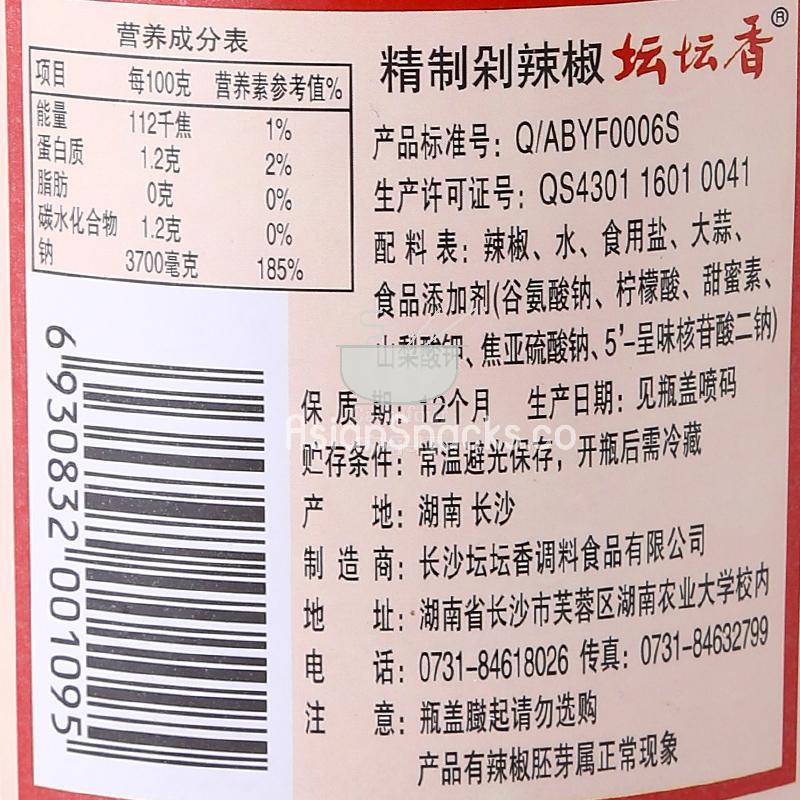 营养成分表
项目 每100克 营养素参考值%
能量 112千焦 1%
蛋白质 1.2克 2%
脂肪 0克 0%
碳水化合物 1.2克 0%
钠 3700毫克 185%
6 930832 001095
精制剁辣椒 坛坛香®
产品标准号：Q/ABYF0006S
生产许可证号：QS4301 1601 0041
配料表：辣椒、水、食用盐、大蒜、
食品添加剂(谷氨酸钠、柠檬酸、甜蜜素、
山梨酸钾、焦亚硫酸钠、5’-呈味核苷酸二钠)
保质期：12个月 生产日期：见瓶盖喷码
AsianSnacks.co
贮存条件：常温避光保存，开瓶后需冷藏
产地：湖南 长沙
制造商：长沙坛坛香调料食品有限公司
地址：湖南省长沙市芙蓉区湖南农业大学校内
电话：0731-84618026 传真：0731-84632799
注意：瓶盖臌起请勿选购
产品有辣椒胚芽属正常现象